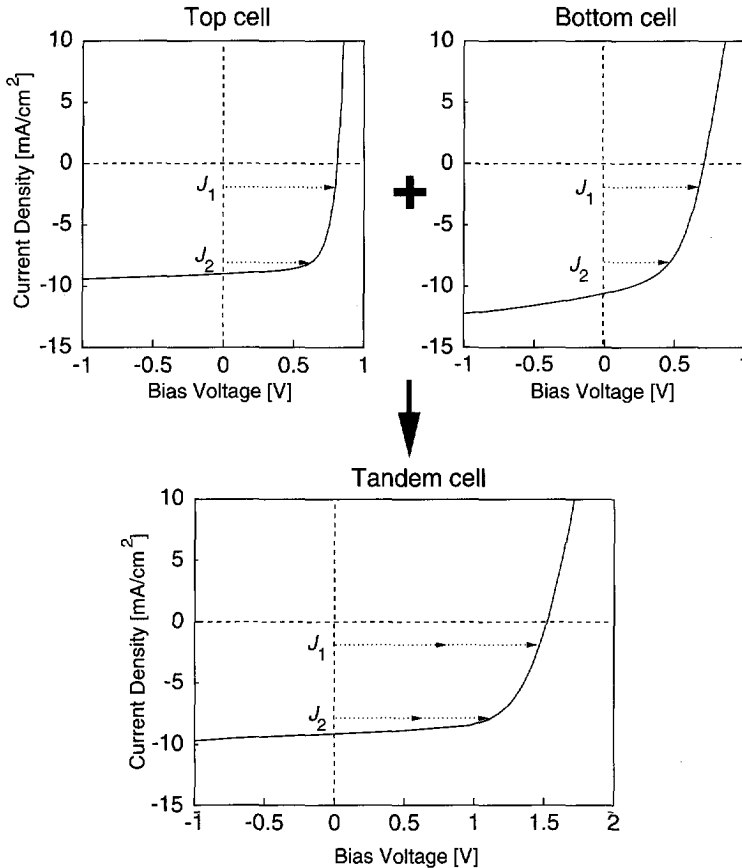 Top cell
Current Density [mA/cm²]
10
5
0
-5
-10
-15
J₁
J₂
-1
-0.5
0
0.5
1
Bias Voltage [V]
+
Bottom cell
10
5
0
-5
-10
-15
J₁
J₂
-1
-0.5
0
0.5
1
Bias Voltage [V]
Tandem cell
Current Density [mA/cm²]
10
5
0
-5
-10
-15
J₁
J₂
-1
-0.5
0
0.5
1
1.5
2
Bias Voltage [V]